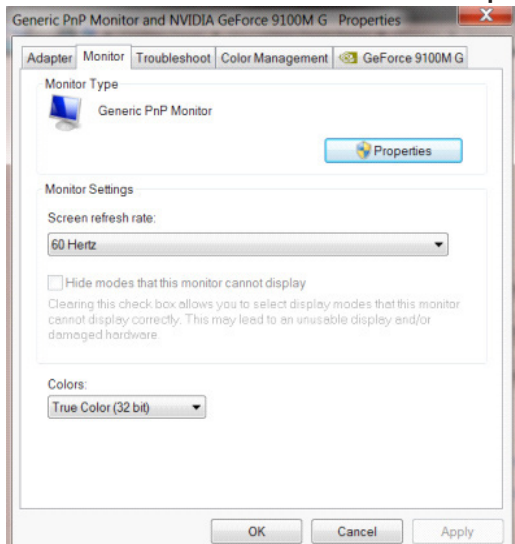 Generic PnP Monitor and NVIDIA GeForce 9100M G Properties
X
Adapter Monitor Troubleshoot Color Management GeForce 9100M G
Monitor Type
Generic PnP Monitor
Properties
Monitor Settings
Screen refresh rate:
60 Hertz
Hide modes that this monitor cannot display
Clearing this check box allows you to select display modes that this monitor
cannot display correctly. This may lead to an unusable display and/or
damaged hardware.
Colors:
True Color (32 bit)
OK Cancel Apply